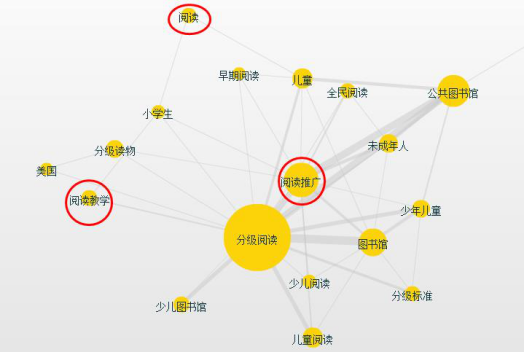 阅读
早期阅读
儿童
全民阅读
公共图书馆
小学生
未成年人
分级读物
美国
阅读推广
阅读教学
少年儿童
分级阅读
图书馆
少儿阅读
分级标准
少儿图书馆
儿童阅读